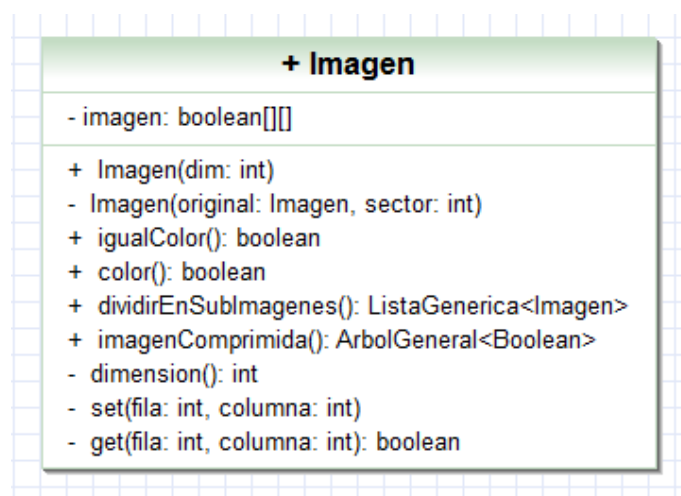 + Imagen
- imagen: boolean[][]
+ Imagen(dim: int)
- Imagen(original: Imagen, sector: int)
+ igualColor(): boolean
+ color(): boolean
+ dividirEnSubImagenes(): ListaGenerica<Imagen>
+ imagenComprimida(): ArbolGeneral<Boolean>
- dimension(): int
- set(fila: int, columna: int)
- get(fila: int, columna: int): boolean